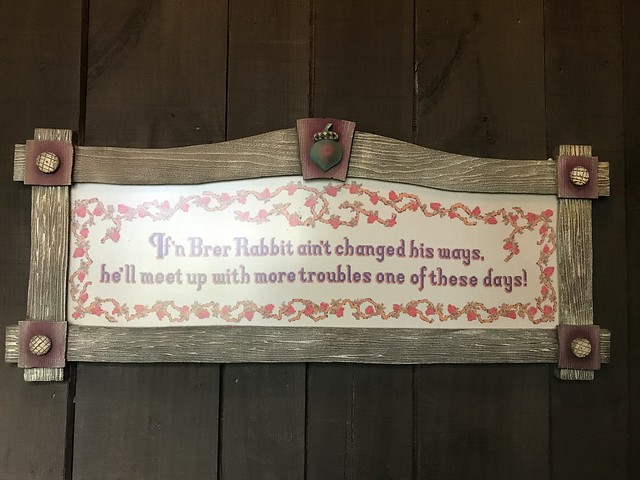 If'n Brer Rabbit ain't changed his ways,
he'll meet up with more troubles one of these days!